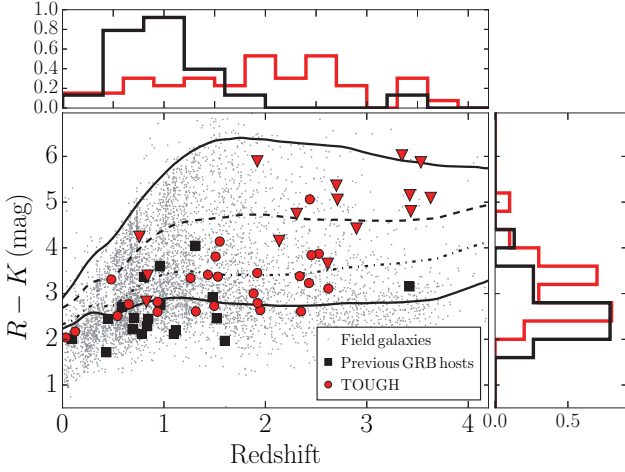 1.0
0.8
0.6
0.4
0.2
0.0
6
5
4
3
2
1
R − K (mag)
Field galaxies
Previous GRB hosts
TOUGH
0 1 2 3 4
Redshift
0.0 0.5